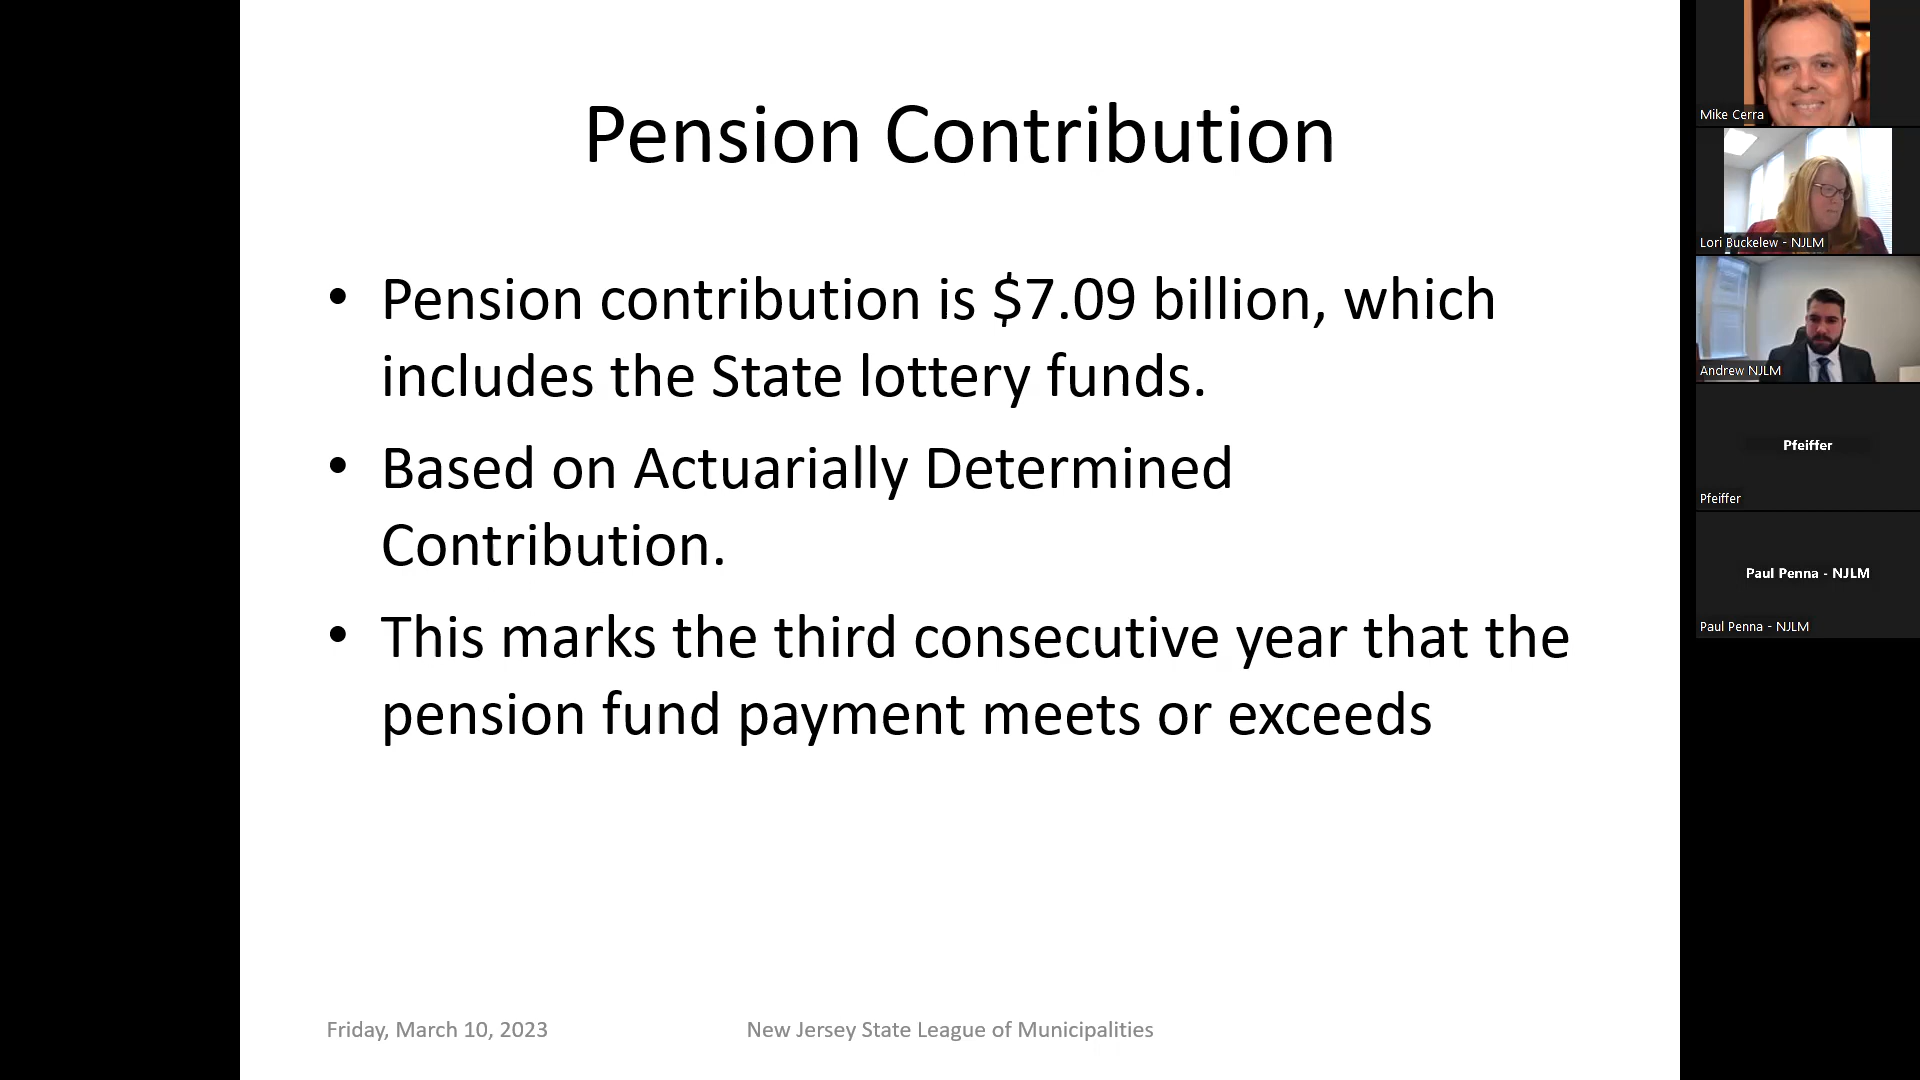 Pension Contribution
• Pension contribution is $7.09 billion, which
includes the State lottery funds.
• Based on Actuarially Determined
Contribution.
• This marks the third consecutive year that the
pension fund payment meets or exceeds
Friday, March 10, 2023
New Jersey State League of Municipalities
Mike Cerra
Lori Buckelew - NJLM
Andrew NJLM
Pfeiffer
Pfeiffer
Paul Penna - NJLM
Paul Penna - NJLM